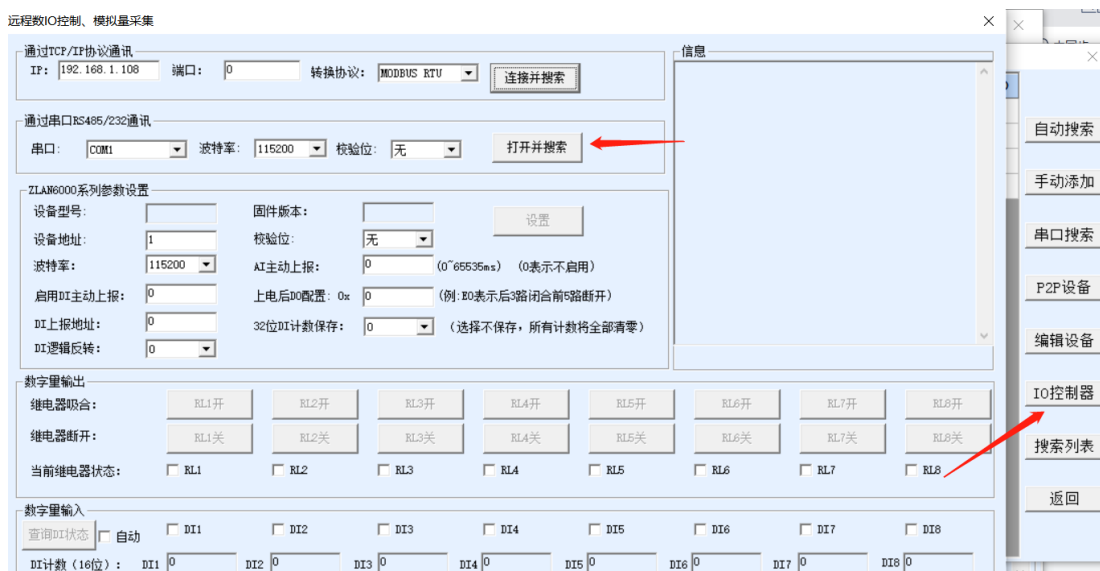 远程数IO控制、模拟量采集
通过TCP/IP协议通讯
IP: 192.168.1.108 端口: 0 转换协议: MODBUS RTU 连接并搜索
通过串口RS485/232通讯
串口: COM1 波特率: 115200 校验位: 无 打开并搜索
ZLAN6000系列参数设置
设备型号: 固件版本: 设置
设备地址: 1 校验位: 无
波特率: 115200 AI主动上报: 0 (0~65535ms) (0表示不启用)
启用DI主动上报: 0 上电后DO配置: 0x 0 (例:E0表示后3路闭合前5路断开)
DI上报地址: 0 32位DI计数保存: 0 (选择不保存，所有计数将全部清零)
DI逻辑反转: 0
信息
数字量输出
继电器吸合: RL1开 RL2开 RL3开 RL4开 RL5开 RL6开 RL7开 RL8开
继电器断开: RL1关 RL2关 RL3关 RL4关 RL5关 RL6关 RL7关 RL8关
当前继电器状态: RL1 RL2 RL3 RL4 RL5 RL6 RL7 RL8
数字量输入
查询DI状态 自动 DI1 DI2 DI3 DI4 DI5 DI6 DI7 DI8
DI计数(16位): DI1 0 DI2 0 DI3 0 DI4 0 DI5 0 DI6 0 DI7 0 DI8 0
自动搜索
手动添加
串口搜索
P2P设备
编辑设备
IO控制器
搜索列表
返回